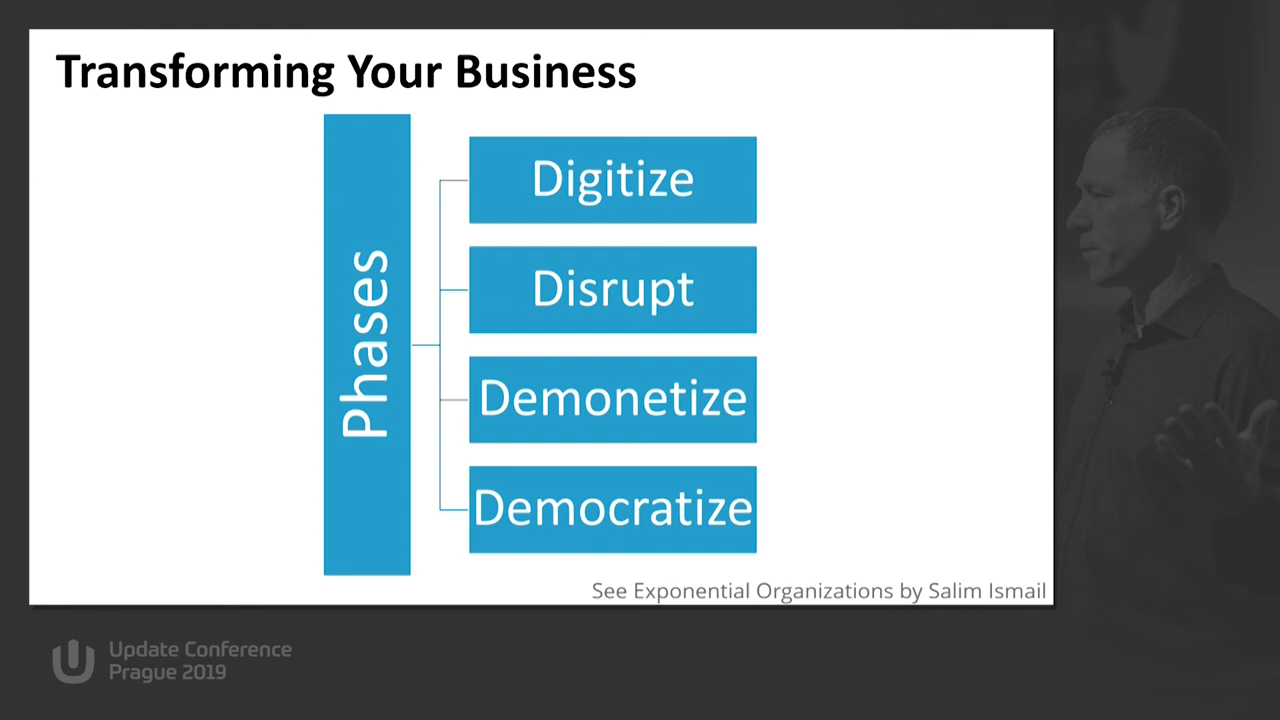 Transforming Your Business
Phases
Digitize
Disrupt
Demonetize
Democratize
See Exponential Organizations by Salim Ismail
Update Conference
Prague 2019